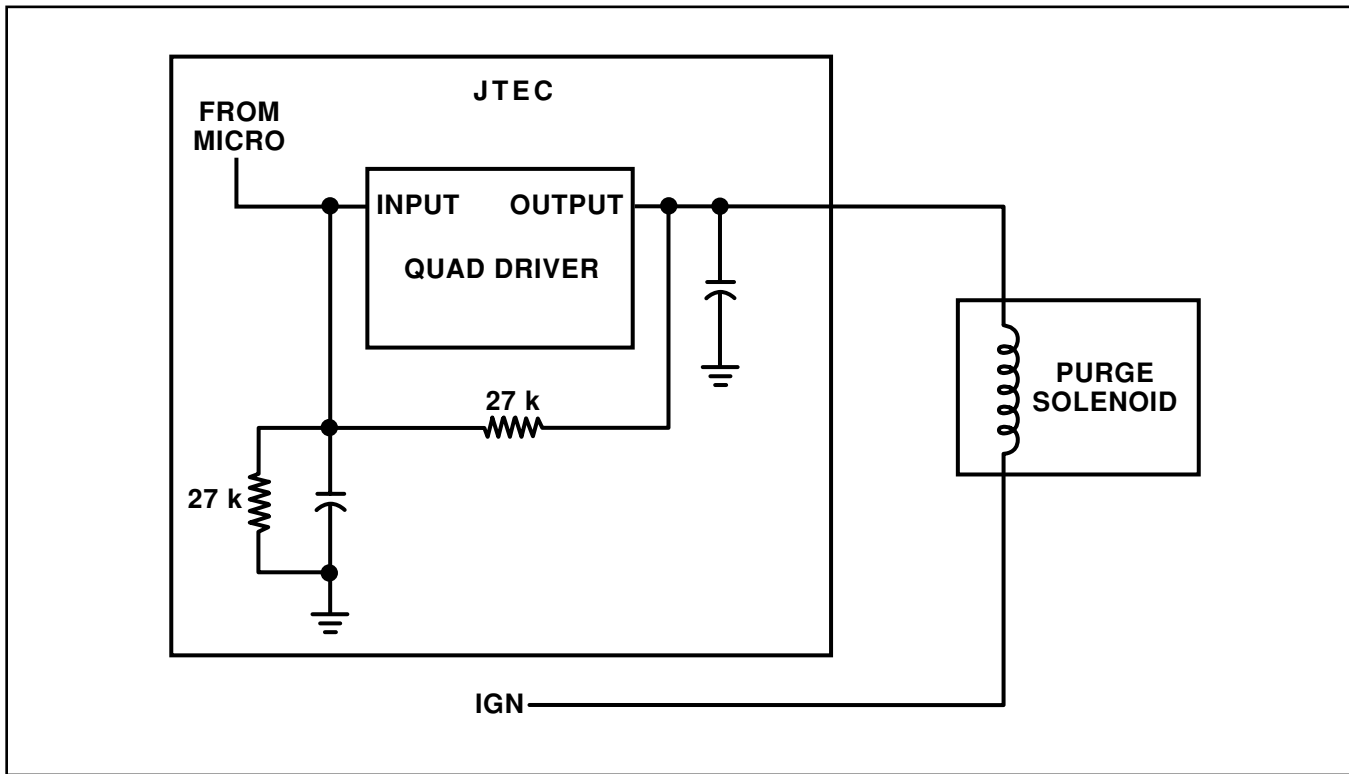 JTEC
FROM
MICRO
INPUT OUTPUT
QUAD DRIVER
27 k
27 k
PURGE
SOLENOID
IGN